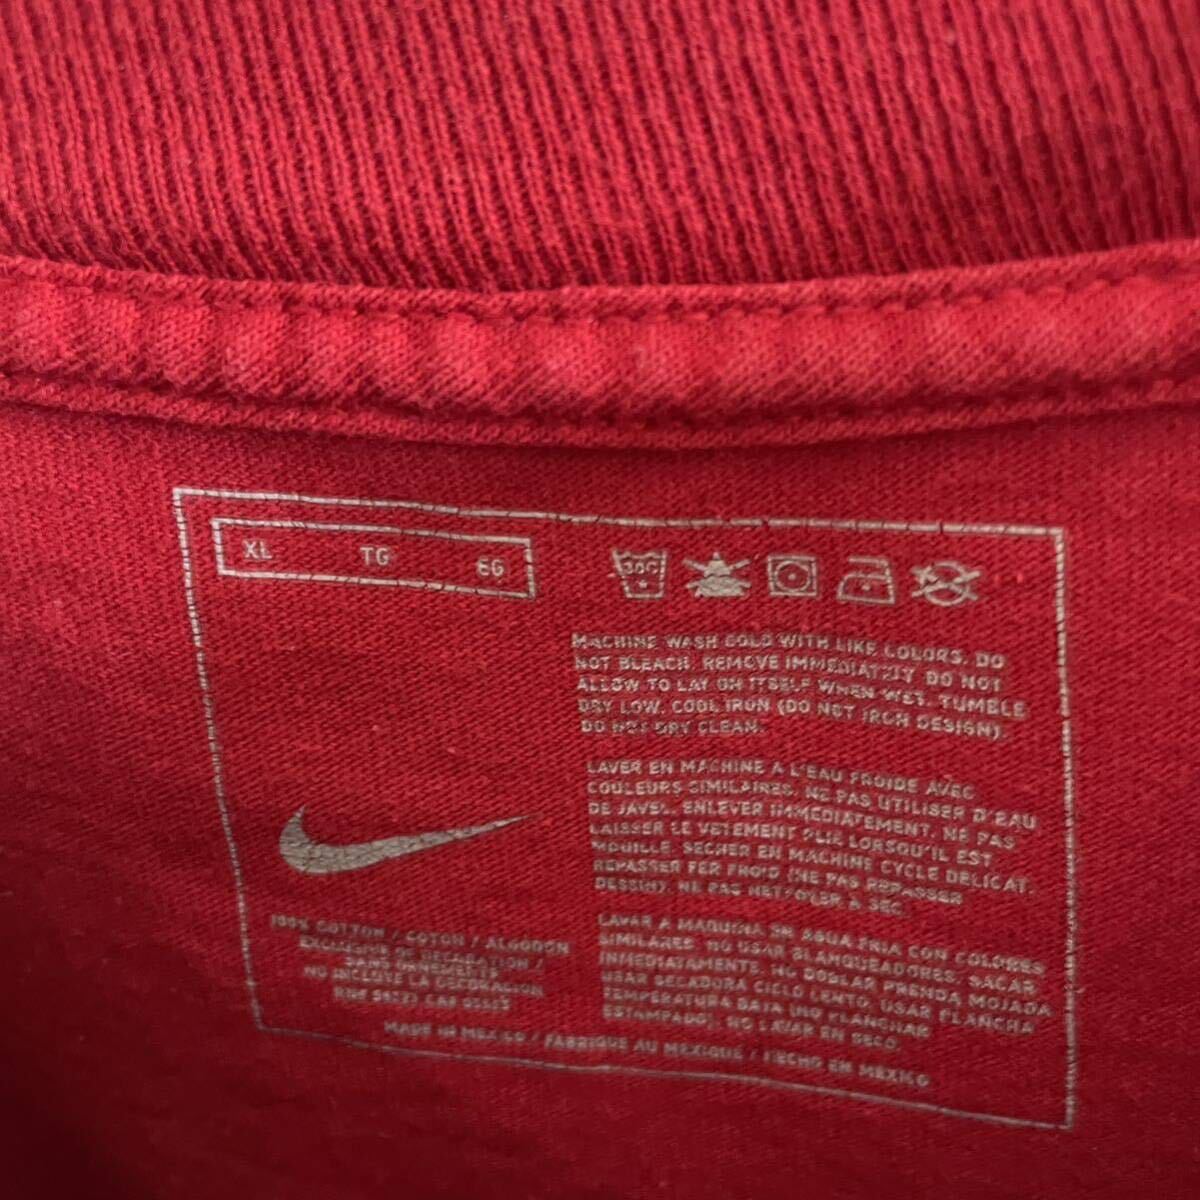 XL TG EG
30C
MACHINE WASH COLD WITH LIKE COLORS. DO
NOT BLEACH. REMOVE IMMEDIATELY. DO NOT
ALLOW TO LAY ON ITSELF WHEN WET. TUMBLE
DRY LOW. COOL IRON (DO NOT IRON DESIGN).
DO NOT DRY CLEAN.
LAVER EN MACHINE A L'EAU FROIDE AVEC
COULEURS SIMILAIRES. NE PAS UTILISER D'EAU
DE JAVEL. ENLEVER IMMEDIATEMENT. NE PAS
LAISSER LE VETEMENT PLIE LORSQU'IL EST
MOUILLE. SECHER EN MACHINE CYCLE DELICAT.
REPASSER FER FROID (NE PAS REPASSER
DESSIN). NE PAS NETTOYER A SEC.
LAVAR A MAQUINA EN AGUA FRIA CON COLORES
SIMILARES. NO USAR BLANQUEADORES. SACAR
INMEDIATAMENTE. NO DOBLAR PRENDA MOJADA
USAR SECADORA CICLO LENTO. USAR PLANCHA
TEMPERATURA BAJA (NO PLANCHAR
ESTAMPADO). NO LAVAR EN SECO.
100% COTTON / COTON / ALGODON
EXCLUSIVE OF DECORATION /
SANS ORNEMENTS
NO INCLUYE LA DECORACION
MADE IN MEXICO / FABRIQUE AU MEXIQUE / HECHO EN MEXICO